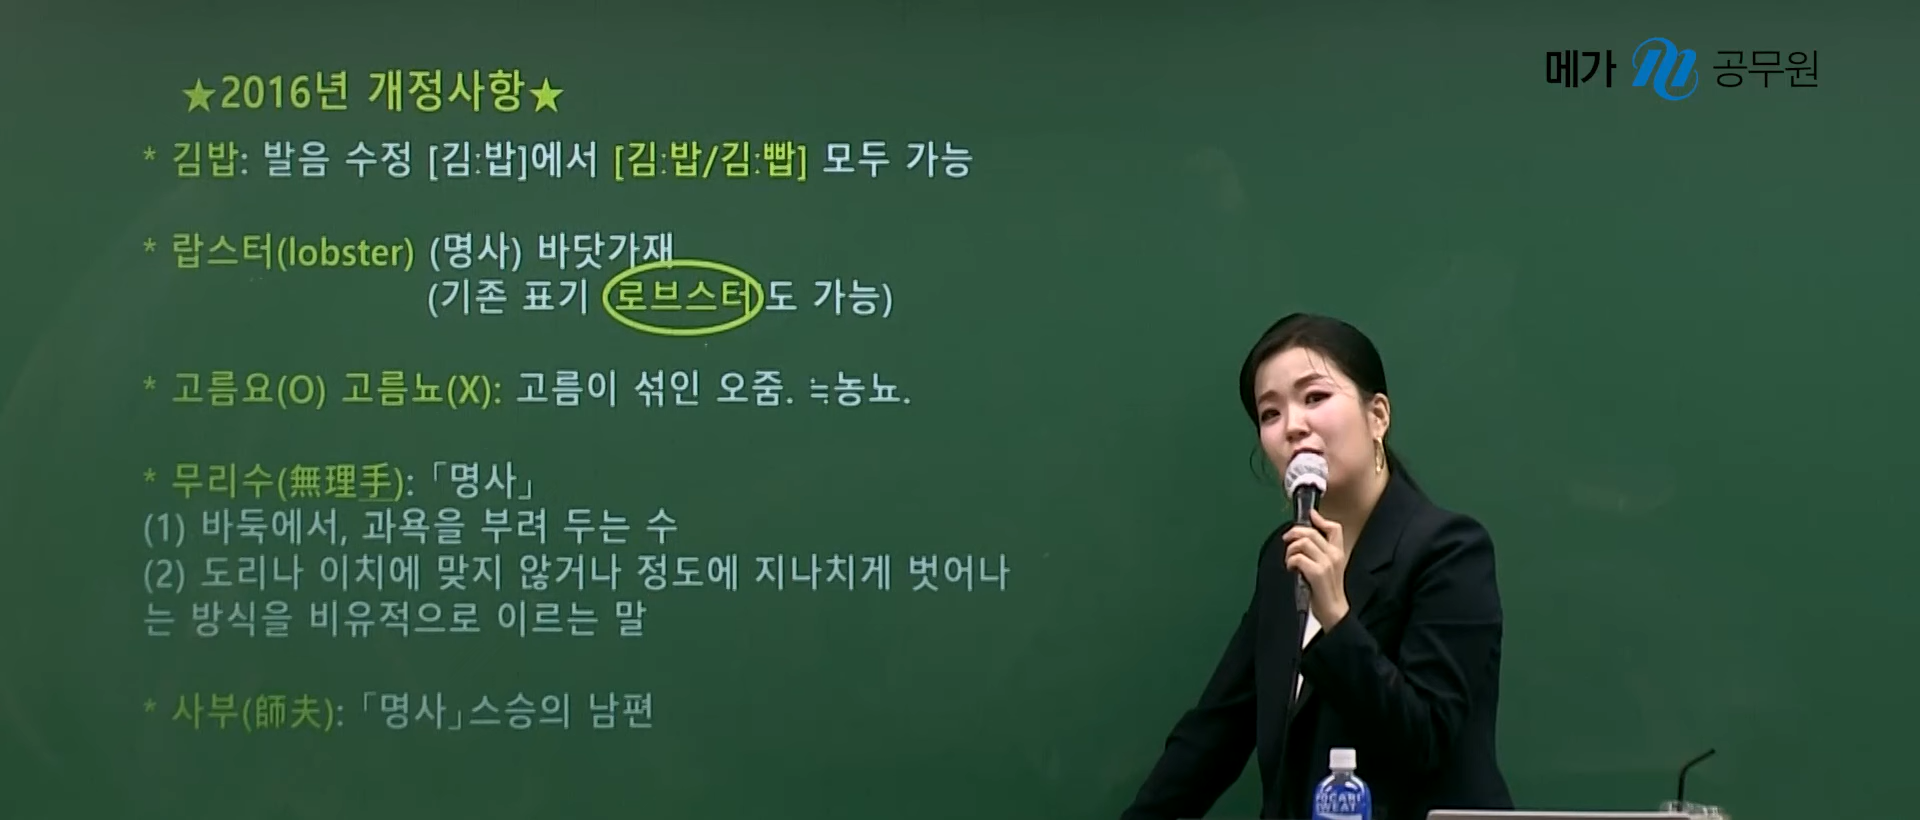 메가 공무원
★2016년 개정사항★
* 김밥: 발음 수정 [김:밥]에서 [김:밥/김:빱] 모두 가능
* 랍스터(lobster) (명사) 바닷가재
(기존 표기 로브스터도 가능)
* 고름요(O) 고름뇨(X): 고름이 섞인 오줌. ≒농뇨.
* 무리수(無理手): 「명사」
(1) 바둑에서, 과욕을 부려 두는 수
(2) 도리나 이치에 맞지 않거나 정도에 지나치게 벗어나
는 방식을 비유적으로 이르는 말
* 사부(師夫): 「명사」스승의 남편
POCARI
SWEAT